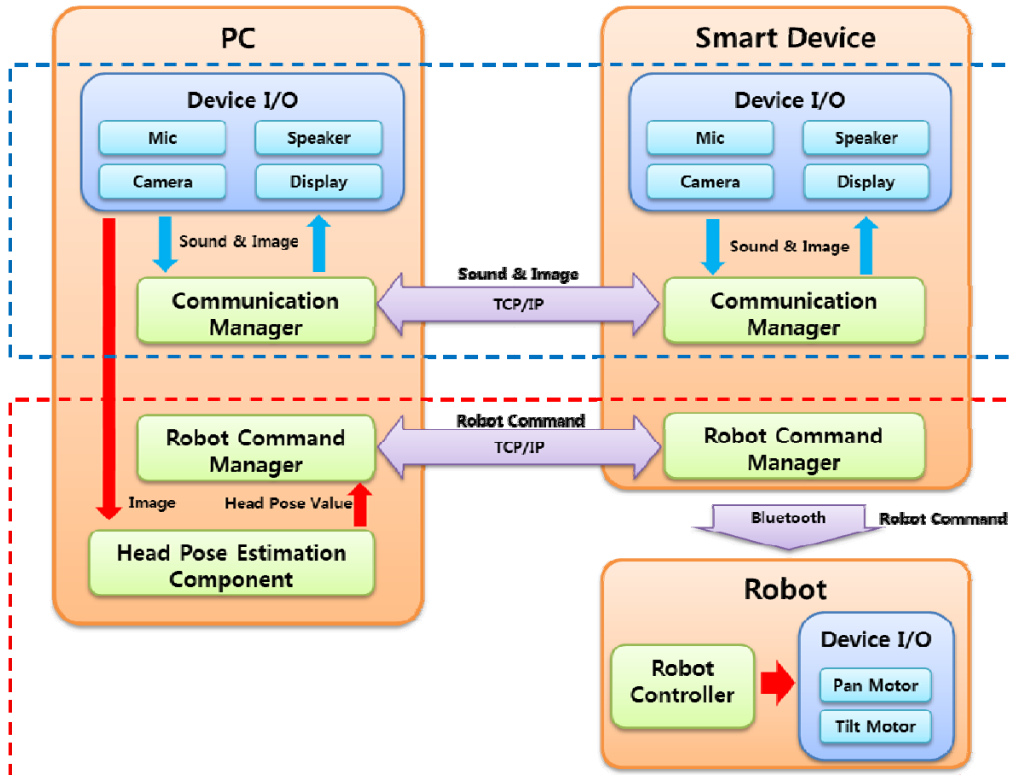 PC
Device I/O
Mic
Speaker
Camera
Display
Sound & Image
Communication
Manager
Robot Command
Manager
Image
Head Pose Value
Head Pose Estimation
Component
Sound & Image
TCP/IP
Robot Command
TCP/IP
Smart Device
Device I/O
Mic
Speaker
Camera
Display
Sound & Image
Communication
Manager
Robot Command
Manager
Bluetooth
Robot Command
Robot
Robot
Controller
Device I/O
Pan Motor
Tilt Motor